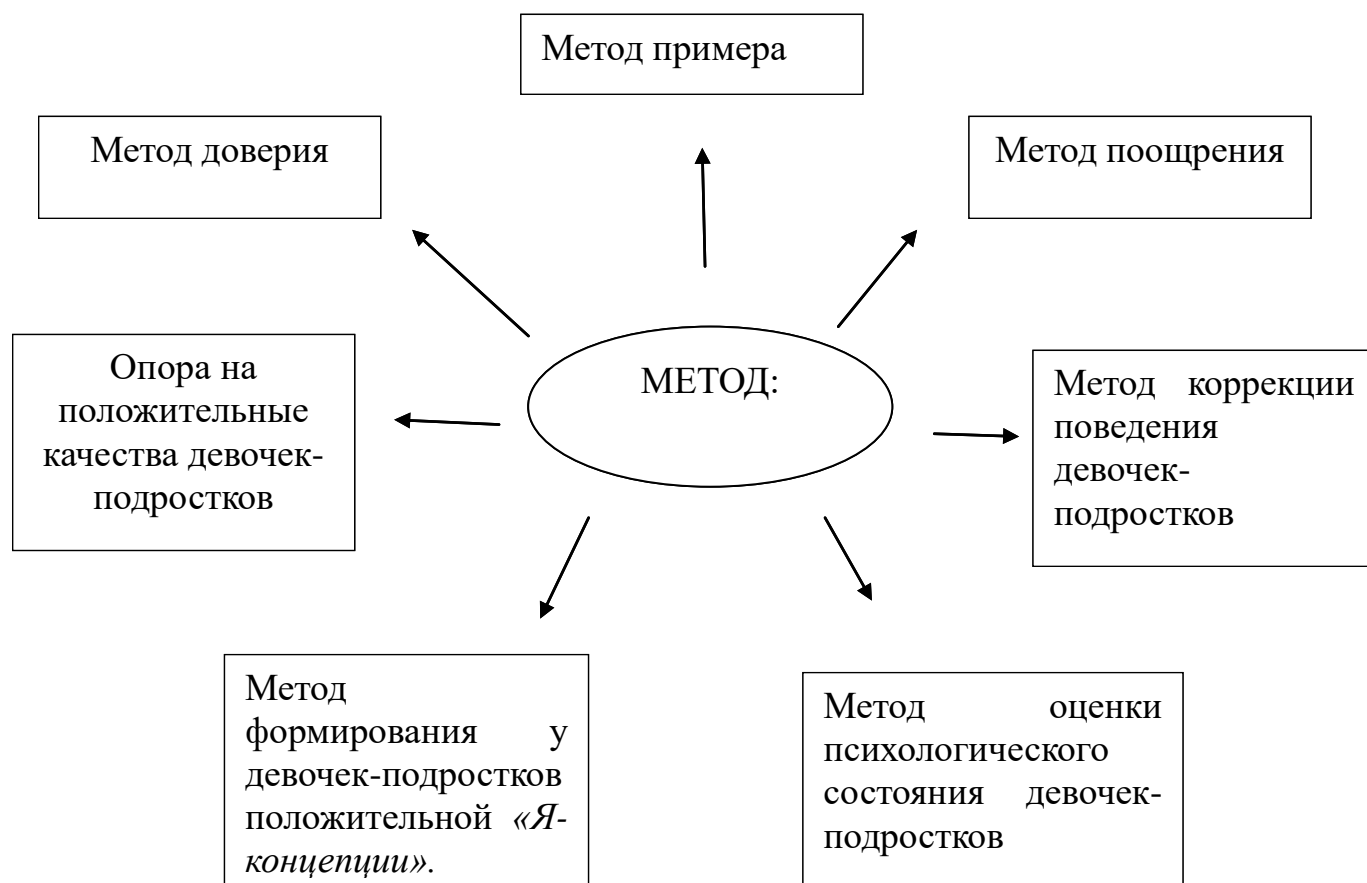 Метод примера
Метод доверия
Метод поощрения
МЕТОД:
Опора на
положительные
качества девочек-
подростков
Метод коррекции
поведения
девочек-
подростков
Метод
формирования у
девочек-подростков
положительной «Я-
концепции».
Метод оценки
психологического
состояния девочек-
подростков